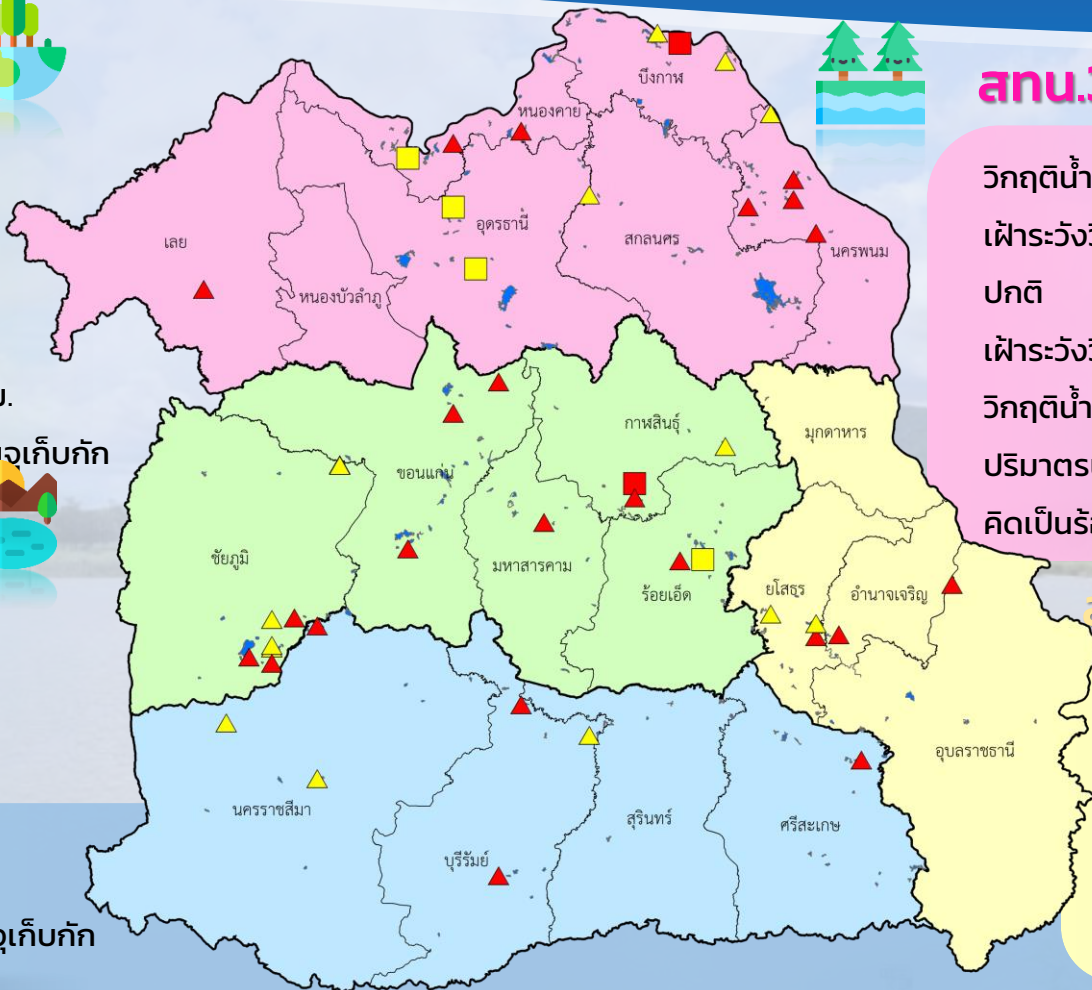 บึงกาฬ
สทน.3
หนองคาย
วิกฤติน้ำ
เฝ้าระวัง
อุดรธานี
เลย
สกลนคร
นครพนม
ปกติ
หนองบัวลำภู
เฝ้าระวัง
วิกฤติน้ำ
กาฬสินธุ์
มุกดาหาร
จุเก็บกัก
ขอนแก่น
คิดเป็น
ชัยภูมิ
มหาสารคาม
ร้อยเอ็ด
ยโสธร
อำนาจเจริญ
อุบลราชธานี
นครราชสีมา
สุรินทร์
ศรีสะเกษ
บุรีรัมย์
จุเก็บกัก